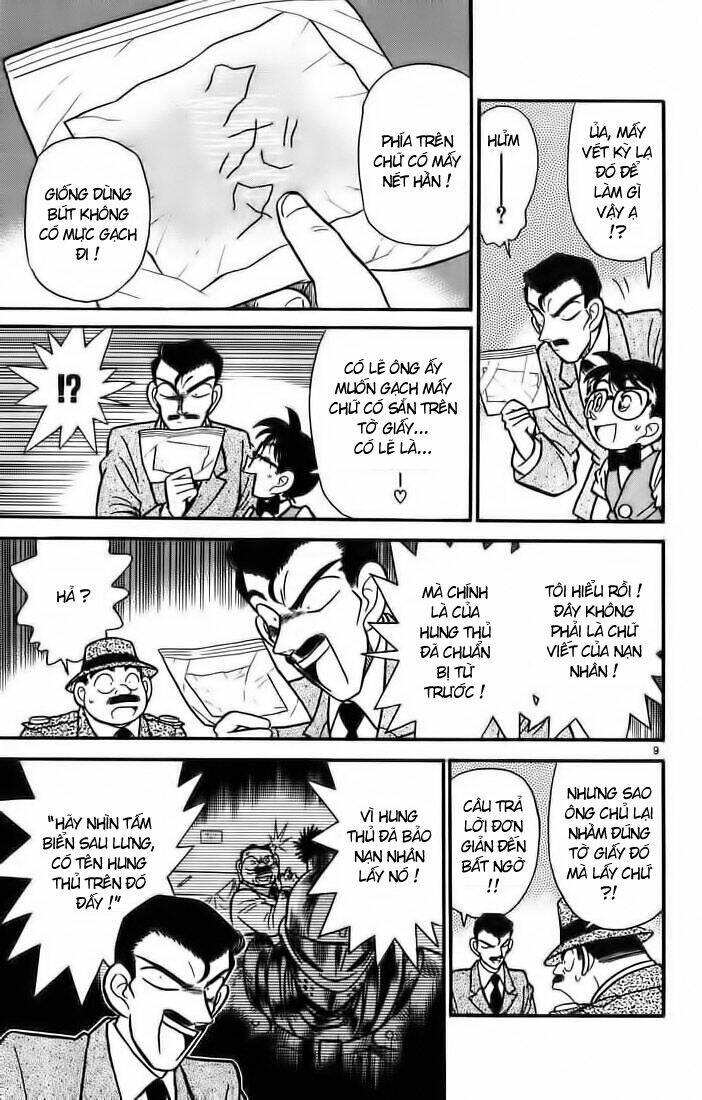 ỦA, MẤY
VẾT KỲ LẠ
ĐÓ ĐỂ
LÀM GÌ
VẬY Ạ
!?
HỬM
?
PHÍA TRÊN
CHỮ CÓ MẤY
NÉT HẰN !
GIỐNG DÙNG
BÚT KHÔNG
CÓ MỰC GẠCH
ĐI !
CÓ LẼ ÔNG ẤY
MUỐN GẠCH MẤY
CHỮ CÓ SẴN TRÊN
TỜ GIẤY...
CÓ LẼ LÀ...
!?
TÔI HIỂU RỒI !
ĐÂY KHÔNG
PHẢI LÀ CHỮ
VIẾT CỦA NẠN
NHÂN !
MÀ CHÍNH
LÀ CỦA
HUNG THỦ
ĐÃ CHUẨN
BỊ TỪ
TRƯỚC !
HẢ ?
9
NHƯNG SAO
ÔNG CHỦ LẠI
NHẰM ĐÚNG
TỜ GIẤY ĐÓ
MÀ LẤY CHỨ
?!
CÂU TRẢ
LỜI ĐƠN
GIẢN ĐẾN
BẤT NGỜ
!!
VÌ HUNG
THỦ ĐÃ BẢO
NẠN NHÂN
LẤY NÓ !
"HÃY NHÌN TẤM
BIỂN SAU LƯNG,
CÓ TÊN HUNG
THỦ TRÊN ĐÓ
ĐẤY !"